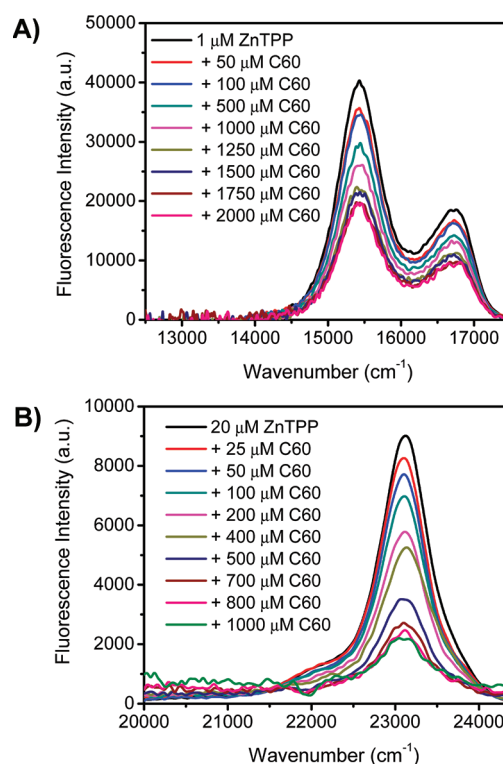 A)
50000
40000
30000
20000
10000
0
Fluorescence Intensity (a.u.)
1 μM ZnTPP
+ 50 μM C60
+ 100 μM C60
+ 500 μM C60
+ 1000 μM C60
+ 1250 μM C60
+ 1500 μM C60
+ 1750 μM C60
+ 2000 μM C60
13000 14000 15000 16000 17000
Wavenumber (cm⁻¹)
B)
10000
8000
6000
4000
2000
0
Fluorescence Intensity (a.u.)
20 μM ZnTPP
+ 25 μM C60
+ 50 μM C60
+ 100 μM C60
+ 200 μM C60
+ 400 μM C60
+ 500 μM C60
+ 700 μM C60
+ 800 μM C60
+ 1000 μM C60
20000 21000 22000 23000 24000
Wavenumber (cm⁻¹)